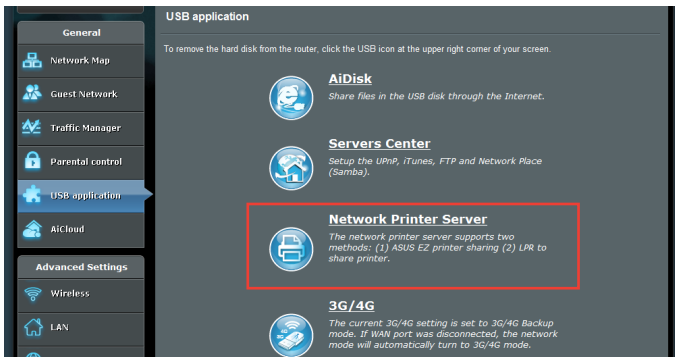 USB application
General
To remove the hard disk from the router, click the USB icon at the upper right corner of your screen.
Network Map
Guest Network
Traffic Manager
Parental control
USB application
AiCloud
Advanced Settings
Wireless
LAN
AiDisk
Share files in the USB disk through the Internet.
Servers Center
Setup the UPnP, iTunes, FTP and Network Place
(Samba).
Network Printer Server
The network printer server supports two
methods: (1) ASUS EZ printer sharing (2) LPR to
share printer.
3G/4G
The current 3G/4G setting is set to 3G/4G Backup
mode. If WAN port was disconnected, the network
mode will automatically turn to 3G/4G mode.